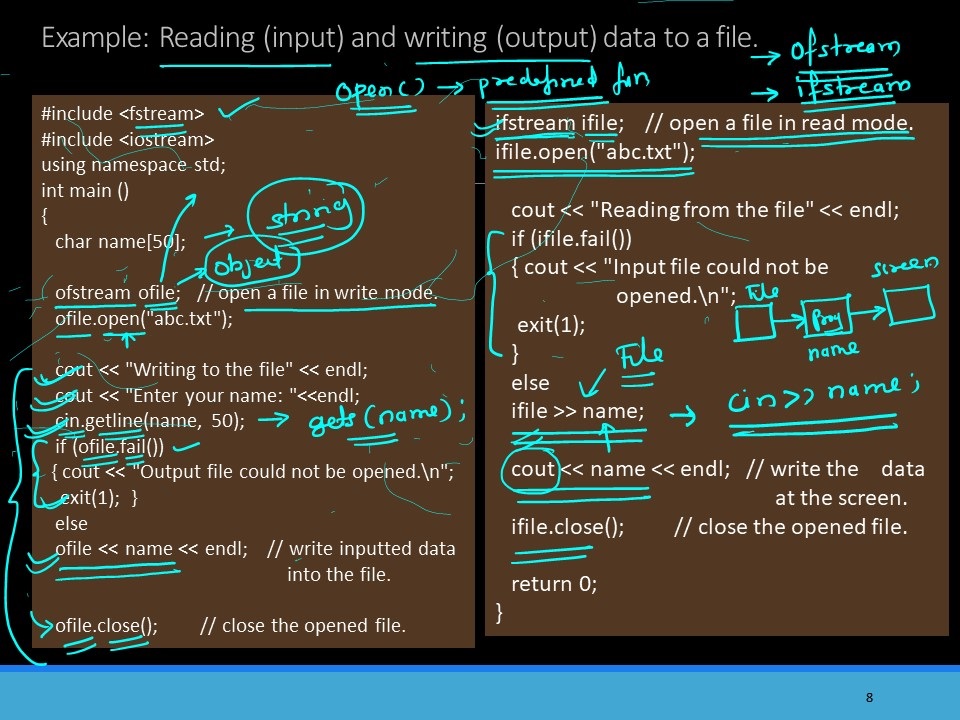 Example: Reading (input) and writing (output) data to a file.
→ ofstream
open() → predefined fun
→ ifstream
#include <fstream>
#include <iostream>
using namespace std;
int main ()
{
char name[50];
→ string
object
ofstream ofile; // open a file in write mode.
ofile.open("abc.txt");
cout << "Writing to the file" << endl;
cout << "Enter your name: "<<endl;
cin.getline(name, 50); → gets(name);
if (ofile.fail())
{ cout << "Output file could not be opened.\n";
exit(1); }
else
ofile << name << endl; // write inputted data
into the file.
ofile.close(); // close the opened file.
ifstream ifile; // open a file in read mode.
ifile.open("abc.txt");
cout << "Reading from the file" << endl;
if (ifile.fail())
{ cout << "Input file could not be
opened.\n";
exit(1);
}
File → Prog → screen
name
else
File
ifile >> name; → cin>> name;
cout << name << endl; // write the data
at the screen.
ifile.close(); // close the opened file.
return 0;
}
8